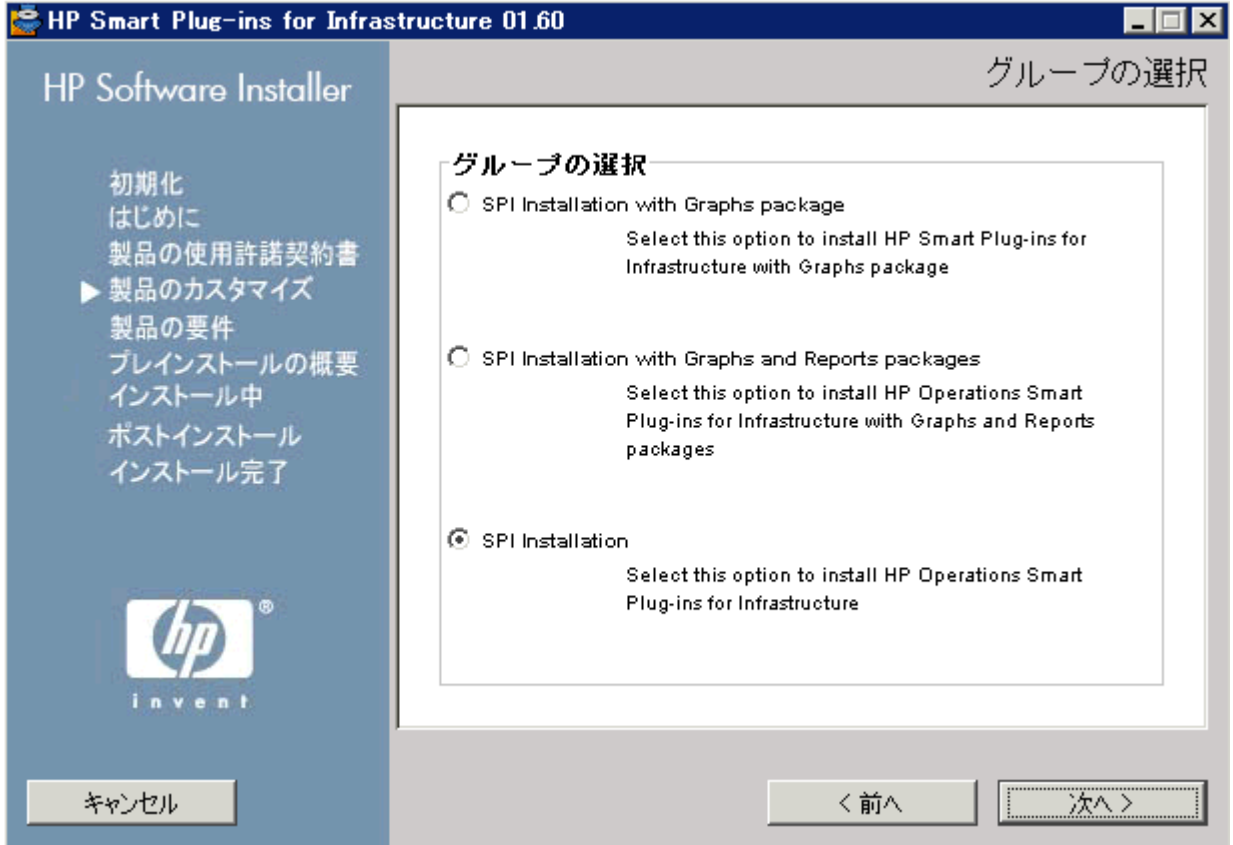 HP Smart Plug-ins for Infrastructure 01.60
HP Software Installer
初期化
はじめに
製品の使用許諾契約書
製品のカスタマイズ
製品の要件
プレインストールの概要
インストール中
ポストインストール
インストール完了
hp
®
invent
グループの選択
グループの選択
SPI Installation with Graphs package
Select this option to install HP Smart Plug-ins for
Infrastructure with Graphs package
SPI Installation with Graphs and Reports packages
Select this option to install HP Operations Smart
Plug-ins for Infrastructure with Graphs and Reports
packages
SPI Installation
Select this option to install HP Operations Smart
Plug-ins for Infrastructure
キャンセル
< 前へ
次へ >